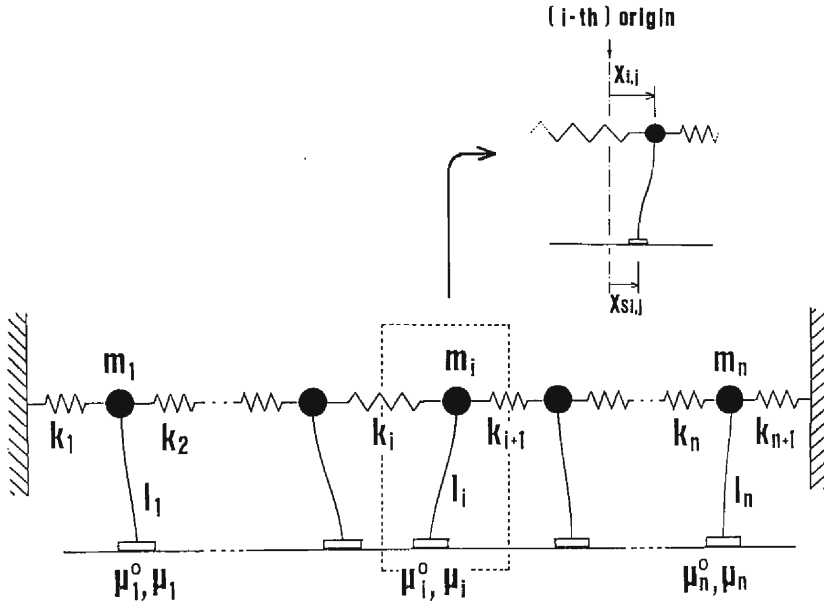 (i-th) origin
Xi,j
Xsi,j
m1 mi mn
k1 k2 ki ki+1 kn kn+1
l1 li ln
μ1°, μ1 μi°, μi μn°, μn